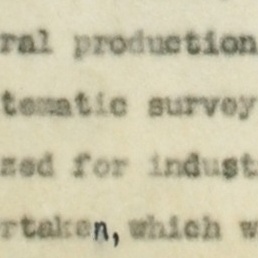 ral production
tematic survey
zed for indust
rtaken, which w